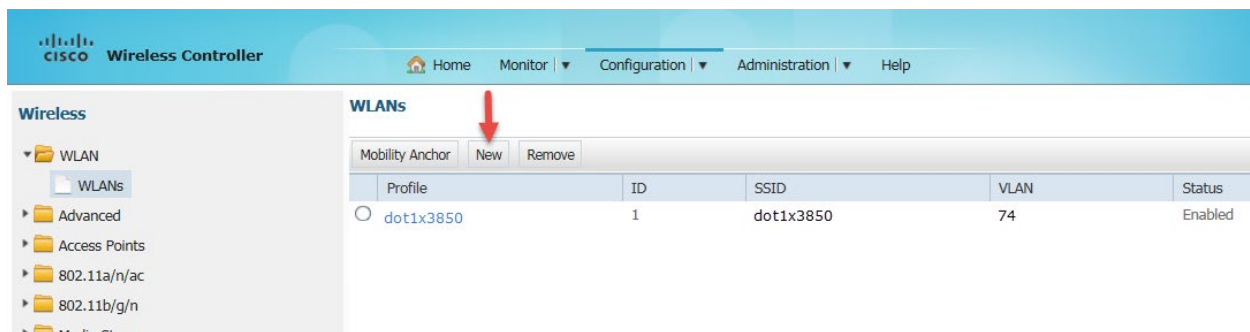 CISCO Wireless Controller
Home Monitor Configuration Administration Help
Wireless
WLAN
WLANs
Advanced
Access Points
802.11a/n/ac
802.11b/g/n
WLANs
Mobility Anchor New Remove
Profile ID SSID VLAN Status
dot1x3850 1 dot1x3850 74 Enabled